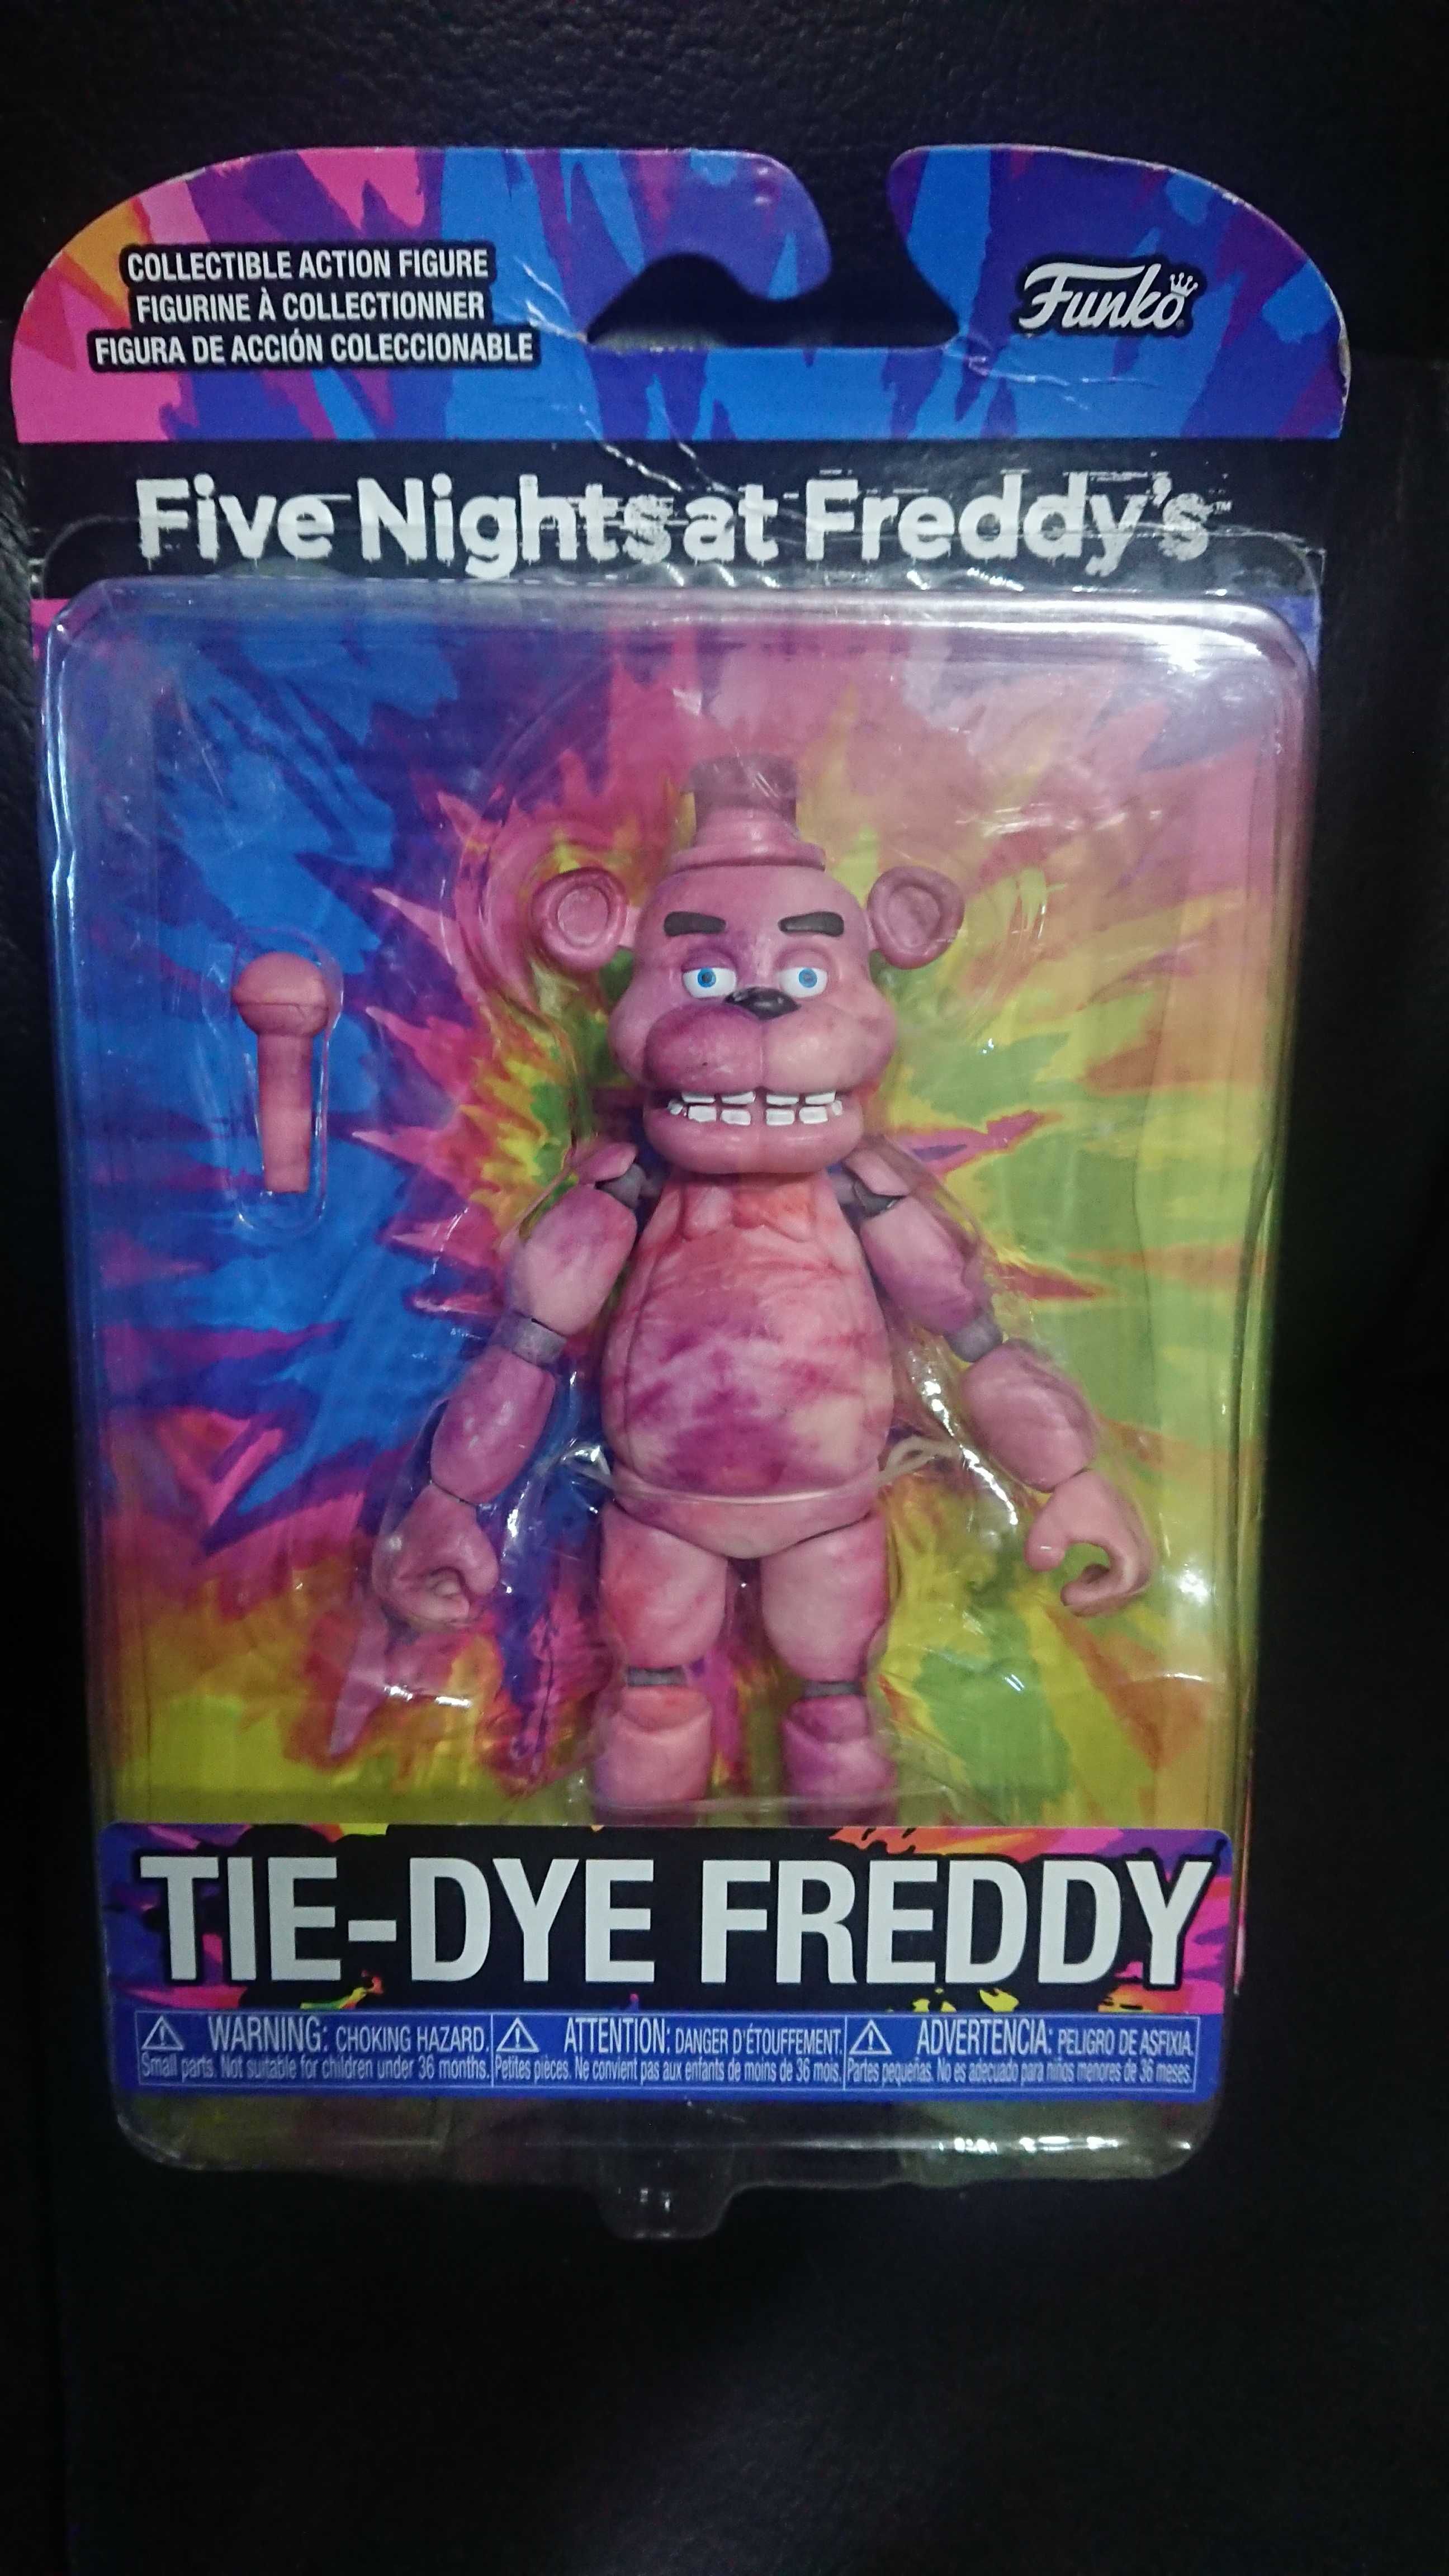 COLLECTIBLE ACTION FIGURE
FIGURINE À COLLECTIONNER
FIGURA DE ACCIÓN COLECCIONABLE
Funko
Five Nights at Freddy's™
TIE-DYE FREDDY
WARNING: CHOKING HAZARD.
Small parts. Not suitable for children under 36 months.
ATTENTION: DANGER D'ÉTOUFFEMENT.
Petites pièces. Ne convient pas aux enfants de moins de 36 mois.
ADVERTENCIA: PELIGRO DE ASFIXIA.
Partes pequeñas. No es adecuado para niños menores de 36 meses.